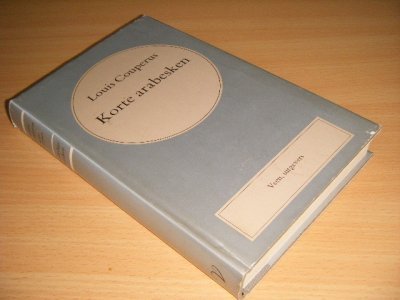 Louis Couperus
Korte arabesken
Veen, uitgevers